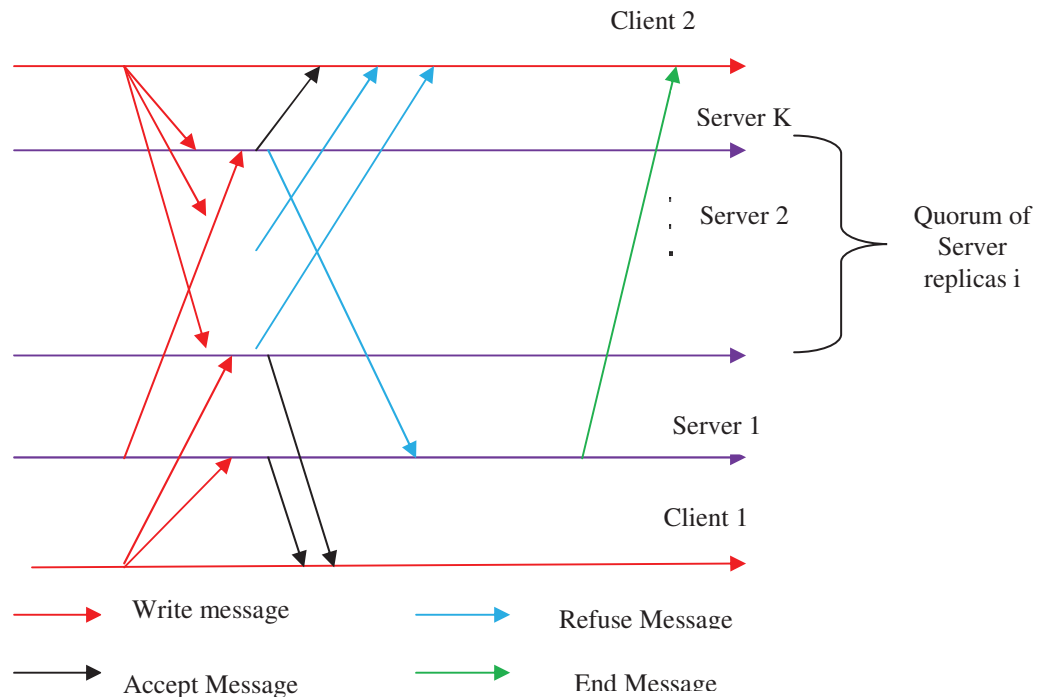 Client 2
Server K
Server 2
Quorum of
Server
replicas i
Server 1
Client 1
Write message
Refuse Message
Accept Message
End Message